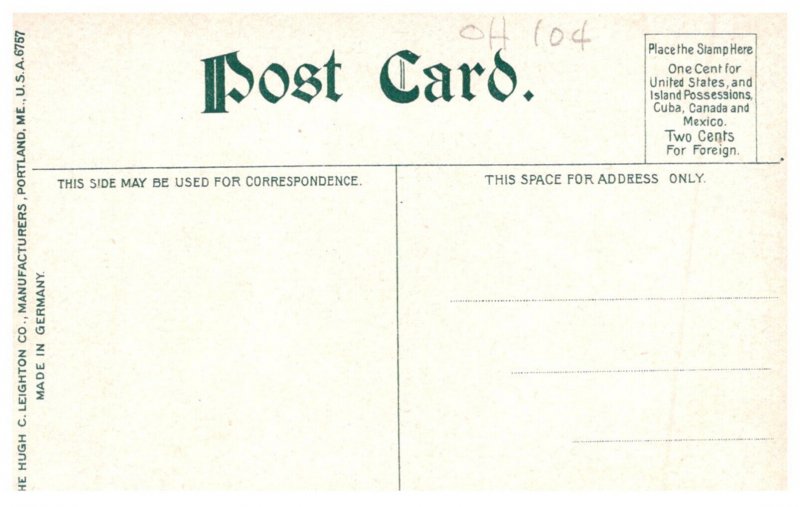 OH 104
Post Card.
Place the Stamp Here
One Cent for
United States, and
Island Possessions,
Cuba, Canada and
Mexico.
Two Cents
For Foreign.
THIS SIDE MAY BE USED FOR CORRESPONDENCE.
THIS SPACE FOR ADDRESS ONLY.
HE HUGH C. LEIGHTON CO., MANUFACTURERS, PORTLAND, ME., U.S.A. 6757
MADE IN GERMANY.